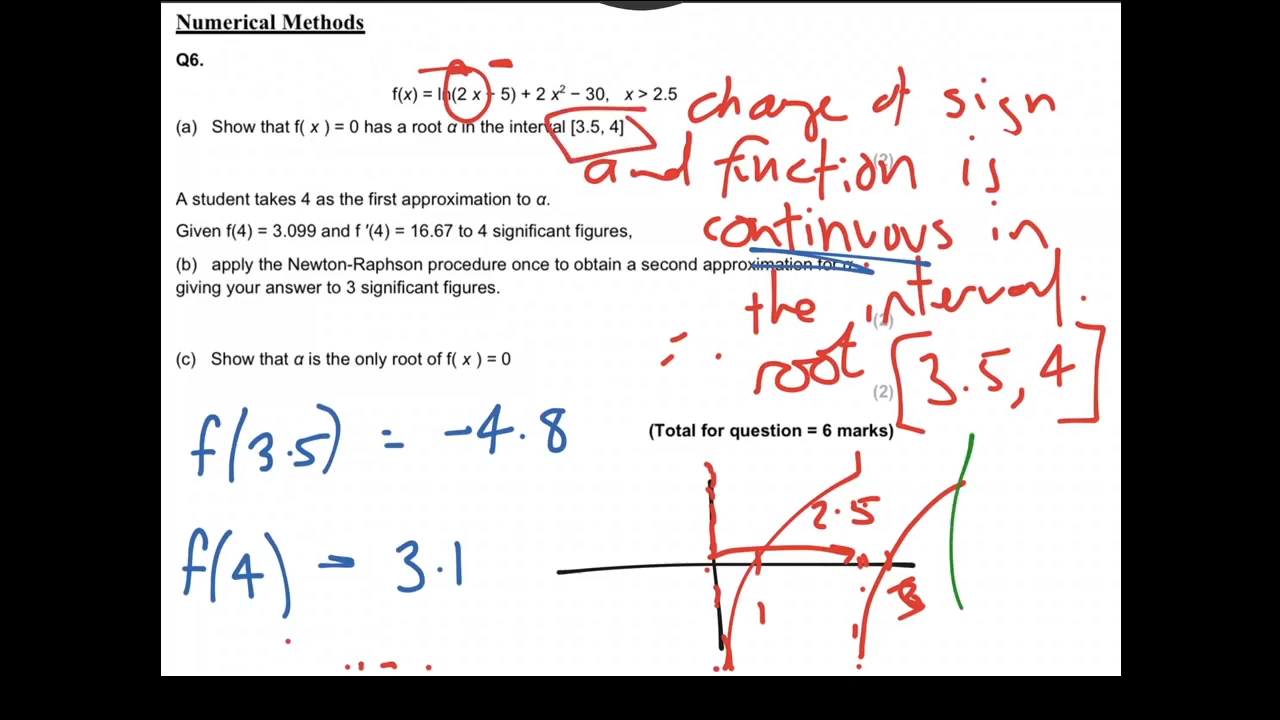 Numerical Methods
Q6.
f(x) = ln(2 x - 5) + 2 x² − 30, x > 2.5
(a) Show that f( x ) = 0 has a root α in the interval [3.5, 4]
(2)
A student takes 4 as the first approximation to α.
Given f(4) = 3.099 and f ′(4) = 16.67 to 4 significant figures,
(b) apply the Newton-Raphson procedure once to obtain a second approximation for α,
giving your answer to 3 significant figures.
(2)
(c) Show that α is the only root of f( x ) = 0
(2)
(Total for question = 6 marks)
change of sign
and function is
continuous in
the interval.
∴ root [3.5, 4]
f(3.5) = -4.8
f(4) = 3.1
2.5
1
3